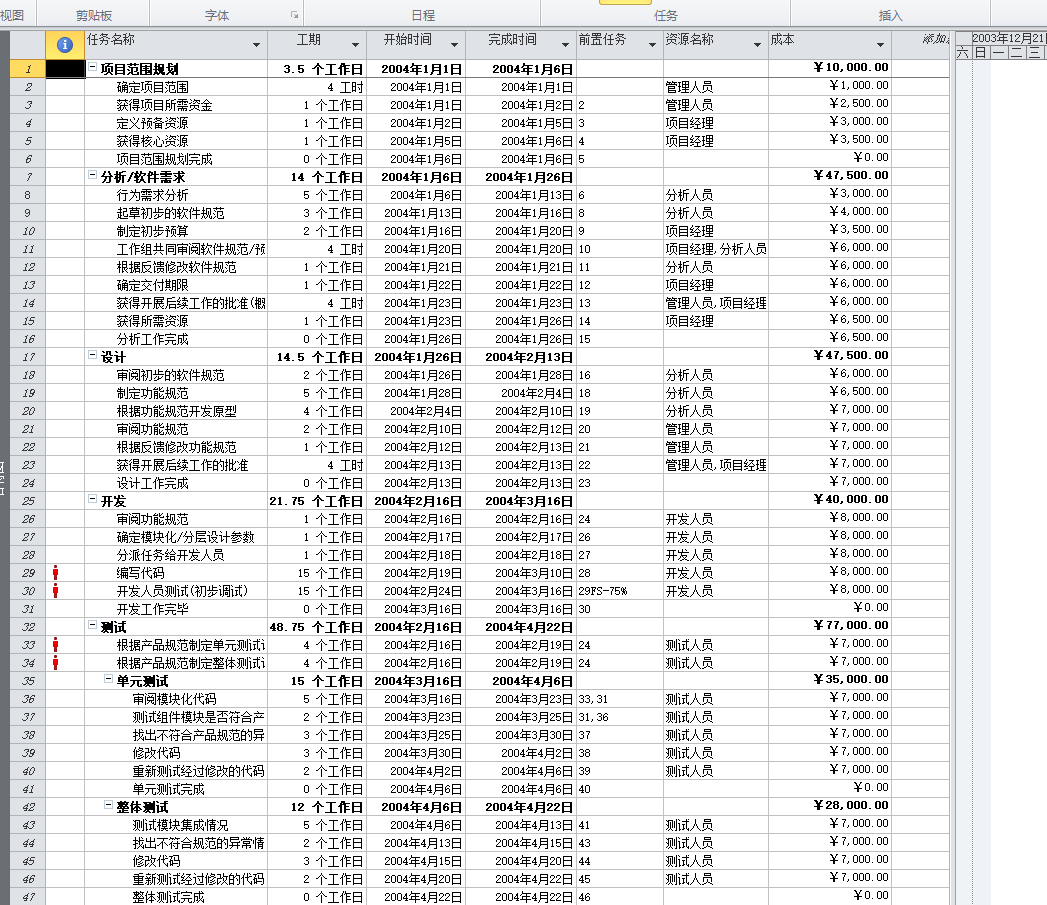 视图 剪贴板 字体 日程 任务 插入
任务名称 工期 开始时间 完成时间 前置任务 资源名称 成本 添加 2003年12月21
六 日 一 二 三
1 项目范围规划 3.5 个工作日 2004年1月1日 2004年1月6日 ¥10,000.00
2 确定项目范围 4 工时 2004年1月1日 2004年1月1日 管理人员 ¥1,000.00
3 获得项目所需资金 1 个工作日 2004年1月1日 2004年1月2日 2 管理人员 ¥2,500.00
4 定义预备资源 1 个工作日 2004年1月2日 2004年1月5日 3 项目经理 ¥3,000.00
5 获得核心资源 1 个工作日 2004年1月5日 2004年1月6日 4 项目经理 ¥3,500.00
6 项目范围规划完成 0 个工作日 2004年1月6日 2004年1月6日 5 ¥0.00
7 分析/软件需求 14 个工作日 2004年1月6日 2004年1月26日 ¥47,500.00
8 行为需求分析 5 个工作日 2004年1月6日 2004年1月13日 6 分析人员 ¥3,000.00
9 起草初步的软件规范 3 个工作日 2004年1月13日 2004年1月16日 8 分析人员 ¥4,000.00
10 制定初步预算 2 个工作日 2004年1月16日 2004年1月20日 9 项目经理 ¥3,500.00
11 工作组共同审阅软件规范/预 4 工时 2004年1月20日 2004年1月20日 10 项目经理,分析人员 ¥6,000.00
12 根据反馈修改软件规范 1 个工作日 2004年1月21日 2004年1月21日 11 分析人员 ¥6,000.00
13 确定交付期限 1 个工作日 2004年1月22日 2004年1月22日 12 项目经理 ¥6,000.00
14 获得开展后续工作的批准(概 4 工时 2004年1月23日 2004年1月23日 13 管理人员,项目经理 ¥6,000.00
15 获得所需资源 1 个工作日 2004年1月23日 2004年1月26日 14 项目经理 ¥6,500.00
16 分析工作完成 0 个工作日 2004年1月26日 2004年1月26日 15 ¥6,500.00
17 设计 14.5 个工作日 2004年1月26日 2004年2月13日 ¥47,500.00
18 审阅初步的软件规范 2 个工作日 2004年1月26日 2004年1月28日 16 分析人员 ¥6,000.00
19 制定功能规范 5 个工作日 2004年1月28日 2004年2月4日 18 分析人员 ¥6,500.00
20 根据功能规范开发原型 4 个工作日 2004年2月4日 2004年2月10日 19 分析人员 ¥7,000.00
21 审阅功能规范 2 个工作日 2004年2月10日 2004年2月12日 20 管理人员 ¥7,000.00
22 根据反馈修改功能规范 1 个工作日 2004年2月12日 2004年2月13日 21 管理人员 ¥7,000.00
23 获得开展后续工作的批准 4 工时 2004年2月13日 2004年2月13日 22 管理人员,项目经理 ¥7,000.00
24 设计工作完成 0 个工作日 2004年2月13日 2004年2月13日 23 ¥7,000.00
25 开发 21.75 个工作日 2004年2月16日 2004年3月16日 ¥40,000.00
26 审阅功能规范 1 个工作日 2004年2月16日 2004年2月16日 24 开发人员 ¥8,000.00
27 确定模块化/分层设计参数 1 个工作日 2004年2月17日 2004年2月17日 26 开发人员 ¥8,000.00
28 分派任务给开发人员 1 个工作日 2004年2月18日 2004年2月18日 27 开发人员 ¥8,000.00
29 编写代码 15 个工作日 2004年2月19日 2004年3月10日 28 开发人员 ¥8,000.00
30 开发人员测试(初步调试) 15 个工作日 2004年2月24日 2004年3月16日 29FS-75% 开发人员 ¥8,000.00
31 开发工作完毕 0 个工作日 2004年3月16日 2004年3月16日 30 ¥0.00
32 测试 48.75 个工作日 2004年2月16日 2004年4月22日 ¥77,000.00
33 根据产品规范制定单元测试计 4 个工作日 2004年2月16日 2004年2月19日 24 测试人员 ¥7,000.00
34 根据产品规范制定整体测试计 4 个工作日 2004年2月16日 2004年2月19日 24 测试人员 ¥7,000.00
35 单元测试 15 个工作日 2004年3月16日 2004年4月6日 ¥35,000.00
36 审阅模块化代码 5 个工作日 2004年3月16日 2004年3月23日 33,31 测试人员 ¥7,000.00
37 测试组件模块是否符合产 2 个工作日 2004年3月23日 2004年3月25日 31,36 测试人员 ¥7,000.00
38 找出不符合产品规范的异 3 个工作日 2004年3月25日 2004年3月30日 37 测试人员 ¥7,000.00
39 修改代码 3 个工作日 2004年3月30日 2004年4月2日 38 测试人员 ¥7,000.00
40 重新测试经过修改的代码 2 个工作日 2004年4月2日 2004年4月6日 39 测试人员 ¥7,000.00
41 单元测试完成 0 个工作日 2004年4月6日 2004年4月6日 40 ¥0.00
42 整体测试 12 个工作日 2004年4月6日 2004年4月22日 ¥28,000.00
43 测试模块集成情况 5 个工作日 2004年4月6日 2004年4月13日 41 测试人员 ¥7,000.00
44 找出不符合规范的异常情 2 个工作日 2004年4月13日 2004年4月15日 43 测试人员 ¥7,000.00
45 修改代码 3 个工作日 2004年4月15日 2004年4月20日 44 测试人员 ¥7,000.00
46 重新测试经过修改的代码 2 个工作日 2004年4月20日 2004年4月22日 45 测试人员 ¥7,000.00
47 整体测试完成 0 个工作日 2004年4月22日 2004年4月22日 46 ¥0.00